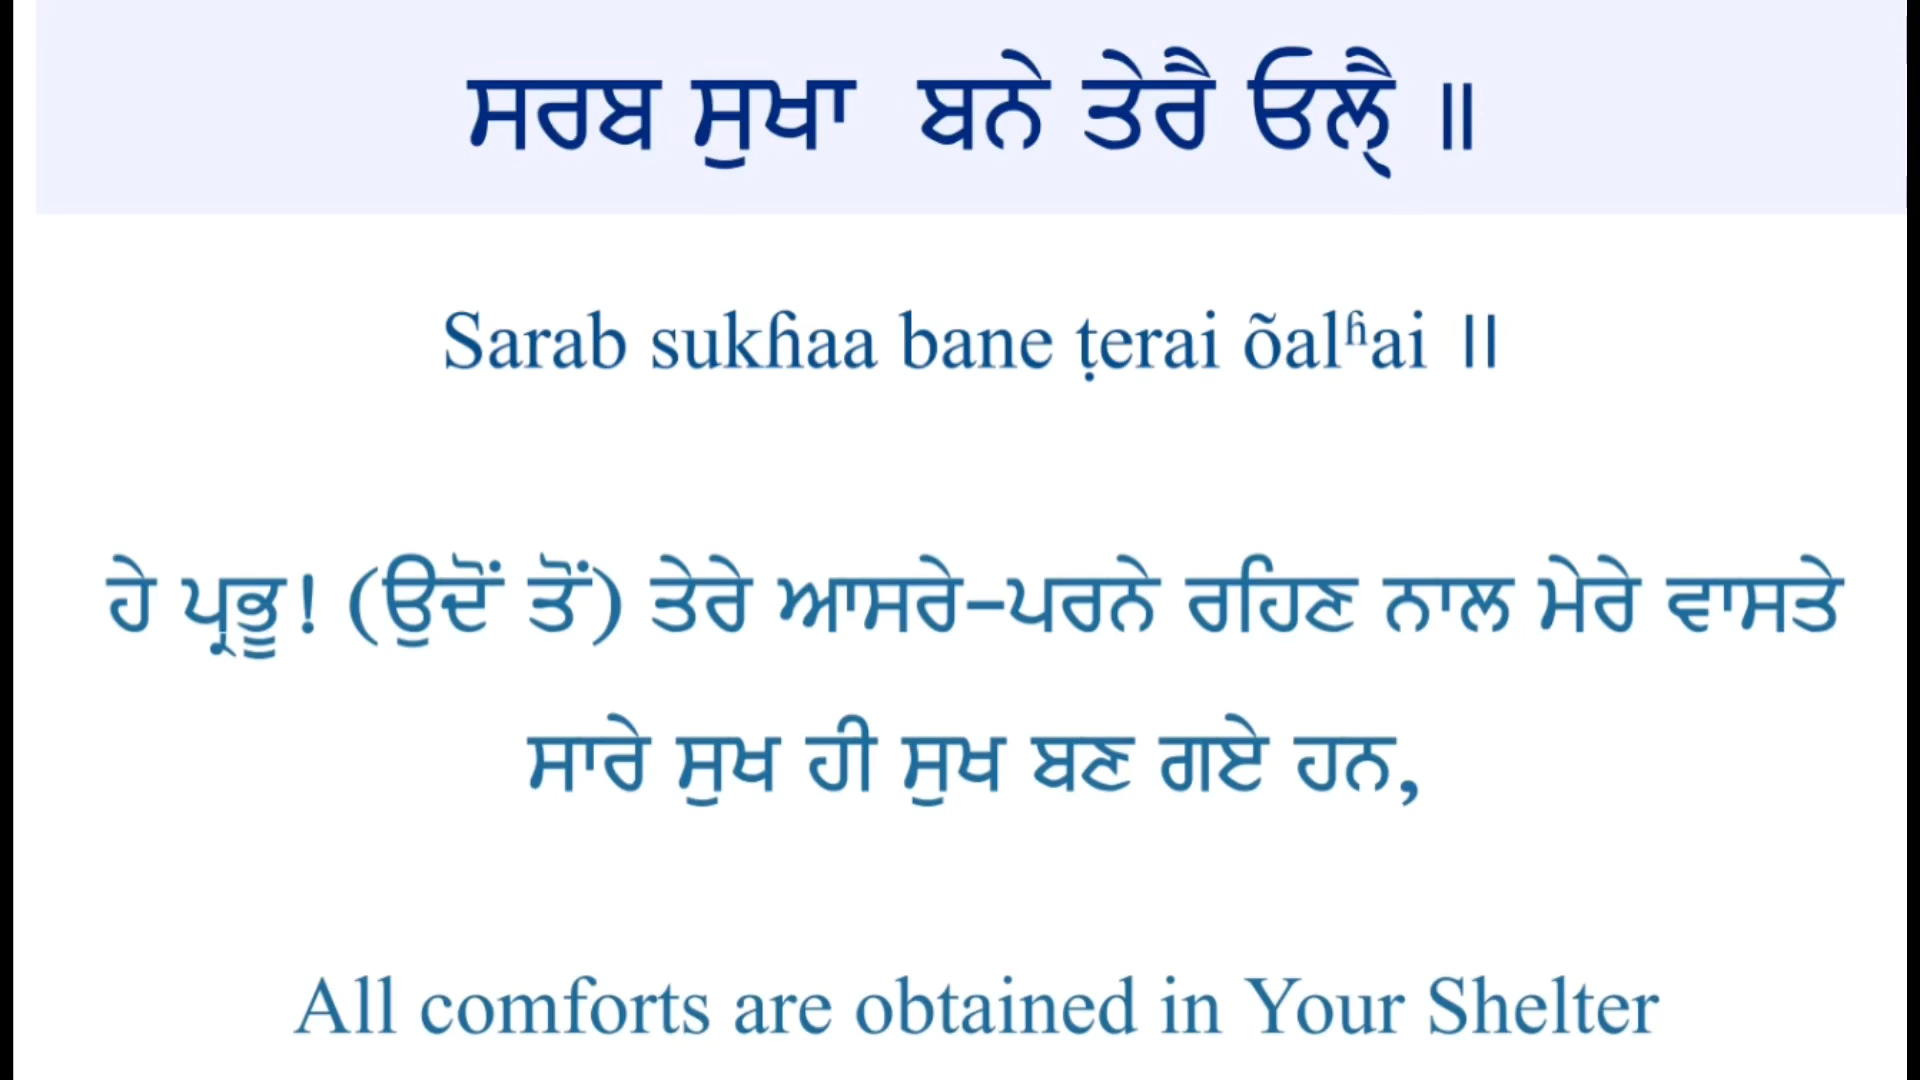 ਸਰਬ ਸੁਖਾ ਬਨੇ ਤੇਰੈ ਓਲ੍ਹੈ ॥
Sarab sukɦaa bane ṭerai õalʱai ||
ਹੇ ਪ੍ਰਭੂ! (ਉਦੋਂ ਤੋਂ) ਤੇਰੇ ਆਸਰੇ-ਪਰਨੇ ਰਹਿਣ ਨਾਲ ਮੇਰੇ ਵਾਸਤੇ
ਸਾਰੇ ਸੁਖ ਹੀ ਸੁਖ ਬਣ ਗਏ ਹਨ,
All comforts are obtained in Your Shelter